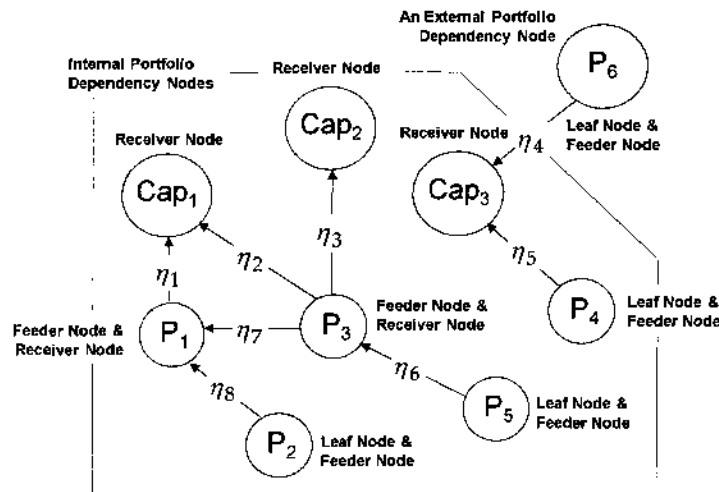 An External Portfolio
Dependency Node
Internal Portfolio
Dependency Nodes
Receiver Node
P6
Cap2
Receiver Node
Receiver Node
η4
Leaf Node &
Feeder Node
Cap1
Cap3
η3
η2
η5
η1
P1
Feeder Node &
Receiver Node
η7
P3
Feeder Node &
Receiver Node
P4
Leaf Node &
Feeder Node
η6
η8
P5
Leaf Node &
Feeder Node
P2
Leaf Node &
Feeder Node